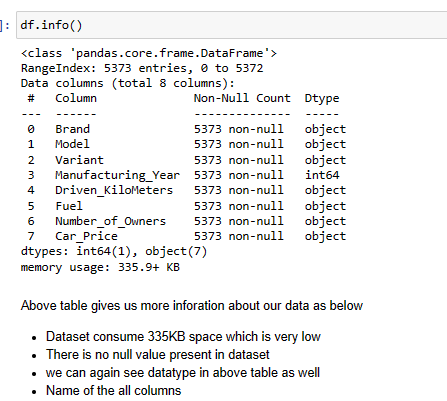 ]: df.info()
<class 'pandas.core.frame.DataFrame'>
RangeIndex: 5373 entries, 0 to 5372
Data columns (total 8 columns):
 #   Column              Non-Null Count  Dtype
---  ------              --------------  -----
 0   Brand               5373 non-null   object
 1   Model               5373 non-null   object
 2   Variant             5373 non-null   object
 3   Manufacturing_Year  5373 non-null   int64
 4   Driven_KiloMeters   5373 non-null   object
 5   Fuel                5373 non-null   object
 6   Number_of_Owners    5373 non-null   object
 7   Car_Price           5373 non-null   object
dtypes: int64(1), object(7)
memory usage: 335.9+ KB
Above table gives us more inforation about our data as below
• Dataset consume 335KB space which is very low
• There is no null value present in dataset
• we can again see datatype in above table as well
• Name of the all columns